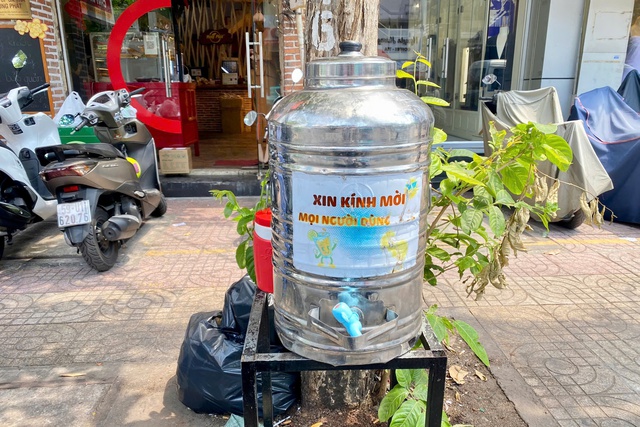 XIN KÍNH MỜI
MỌI NGƯỜI DÙNG